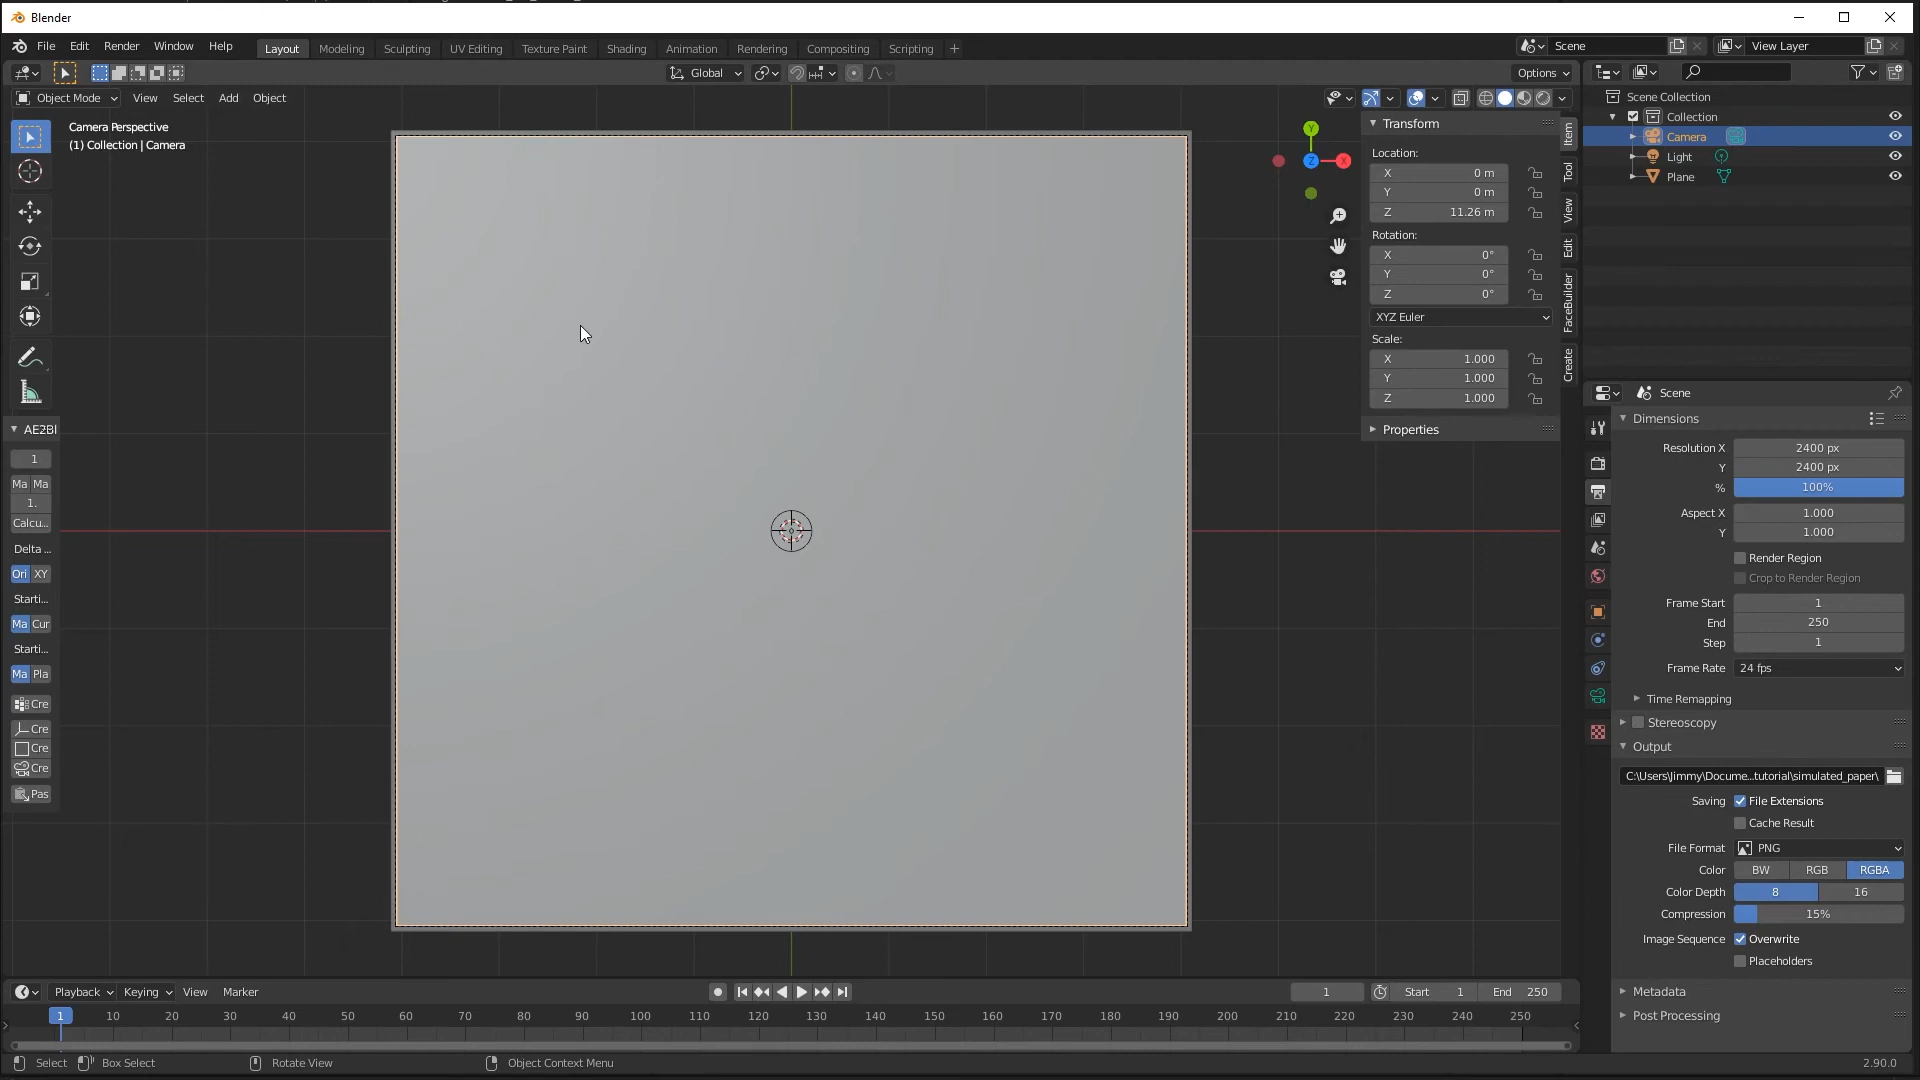 Blender
File Edit Render Window Help Layout Modeling Sculpting UV Editing Texture Paint Shading Animation Rendering Compositing Scripting + Scene View Layer
Global Options
Object Mode View Select Add Object
Camera Perspective
(1) Collection | Camera
AE2Bl
1
Ma Ma
1.
Calcu...
Delta ...
Ori XY
Starti...
Ma Cur
Starti...
Ma Pla
Cre
Cre
Cre
Cre
Pas
Y
Z X
Transform
Location:
X 0 m
Y 0 m
Z 11.26 m
Rotation:
X 0°
Y 0°
Z 0°
XYZ Euler
Scale:
X 1.000
Y 1.000
Z 1.000
Properties
Item
Tool
View
Edit
FaceBuilder
Create
Scene Collection
Collection
Camera
Light
Plane
Scene
Dimensions
Resolution X 2400 px
Y 2400 px
% 100%
Aspect X 1.000
Y 1.000
Render Region
Crop to Render Region
Frame Start 1
End 250
Step 1
Frame Rate 24 fps
Time Remapping
Stereoscopy
Output
C:\Users\Jimmy\Docume...tutorial\simulated_paper\
Saving File Extensions
Cache Result
File Format PNG
Color BW RGB RGBA
Color Depth 8 16
Compression 15%
Image Sequence Overwrite
Placeholders
Metadata
Post Processing
Playback Keying View Marker 1 Start 1 End 250
1 10 20 30 40 50 60 70 80 90 100 110 120 130 140 150 160 170 180 190 200 210 220 230 240 250
Select Box Select Rotate View Object Context Menu 2.90.0